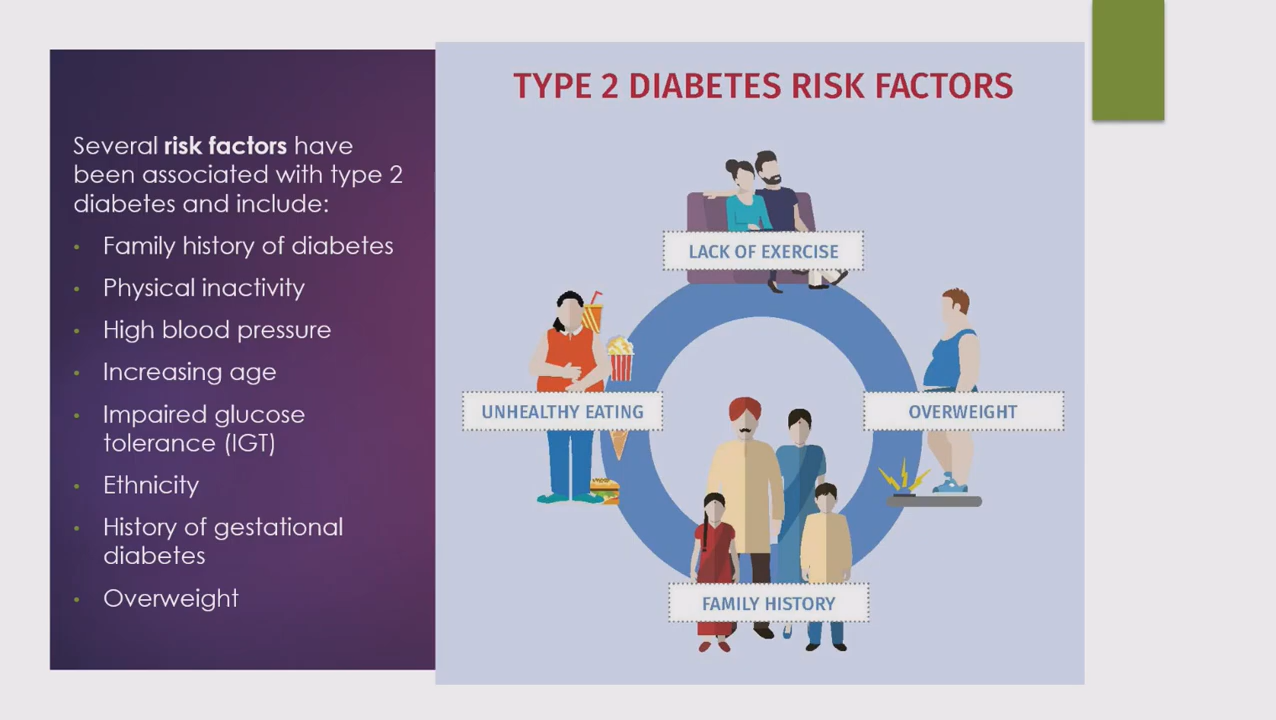 Several risk factors have
been associated with type 2
diabetes and include:
• Family history of diabetes
• Physical inactivity
• High blood pressure
• Increasing age
• Impaired glucose
tolerance (IGT)
• Ethnicity
• History of gestational
diabetes
• Overweight
TYPE 2 DIABETES RISK FACTORS
LACK OF EXERCISE
UNHEALTHY EATING
OVERWEIGHT
FAMILY HISTORY